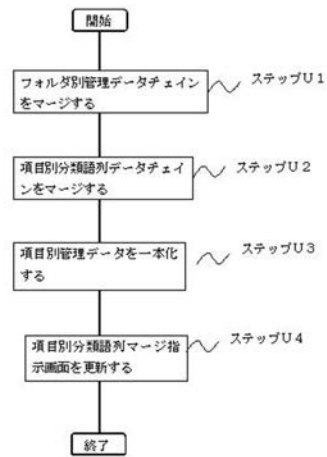 開始
フォルダ別管理データチェイン
をマージする
ステップU1
項目別分類語列データチェイ
ンをマージする
ステップU2
項目別管理データを一本化
する
ステップU3
項目別分類語列マージ指
示画面を更新する
ステップU4
終了